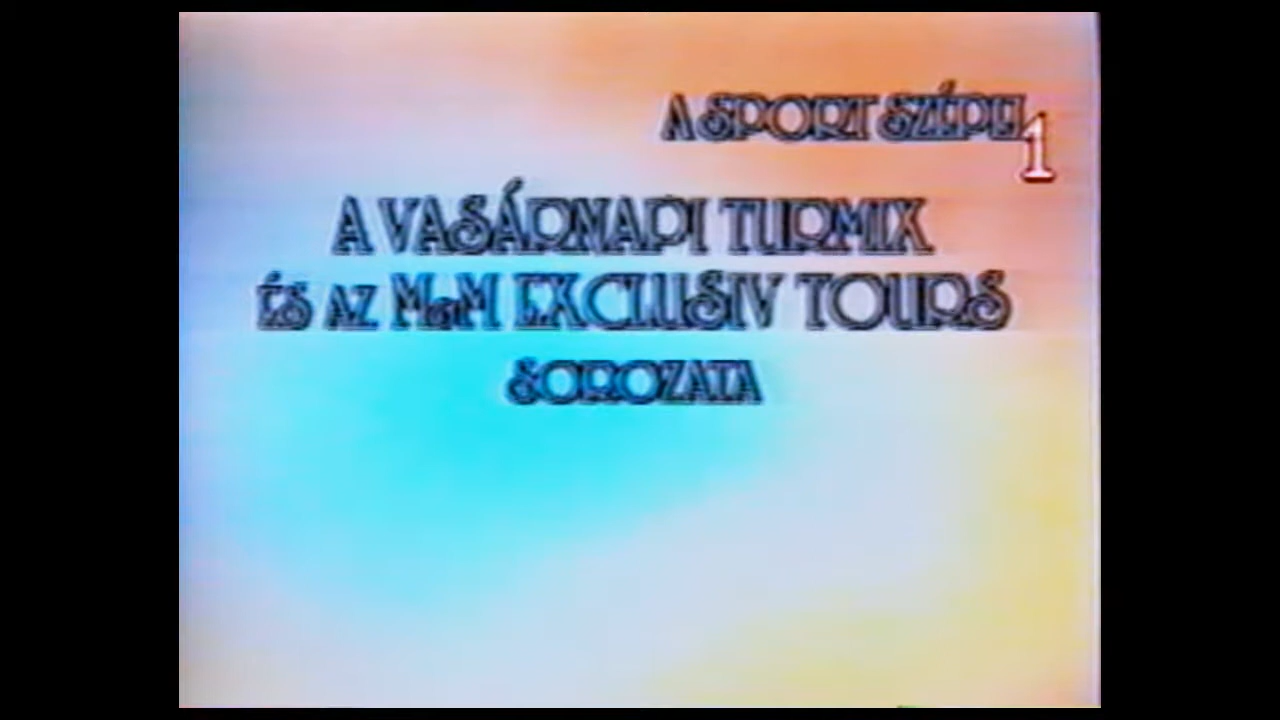 A SPORT SZÉPEI
1
A VASÁRNAPI TURMIX
ÉS AZ M&M EXCLUSIV TOURS
SOROZATA